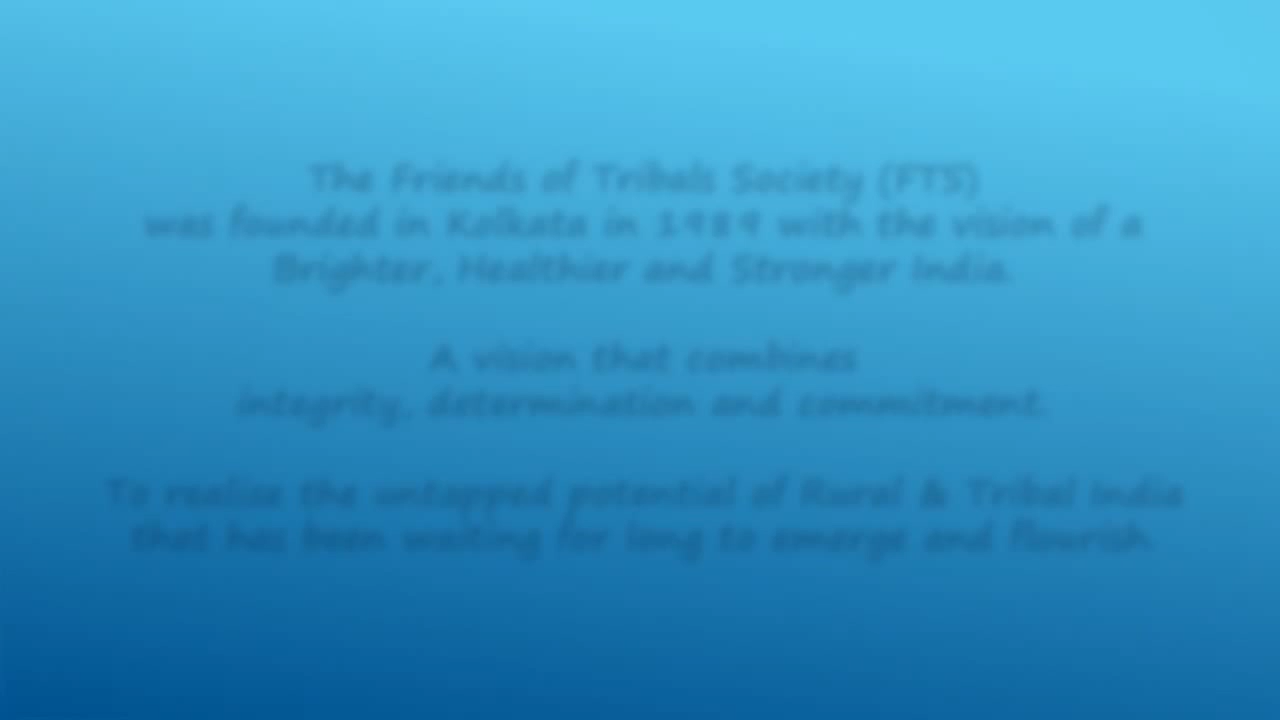 The Friends of Tribals Society (FTS)
was founded in Kolkata in 1989 with the vision of a
Brighter, Healthier and Stronger India.
A vision that combines
integrity, determination and commitment.
To realise the untapped potential of Rural & Tribal India
that has been waiting for long to emerge and flourish.